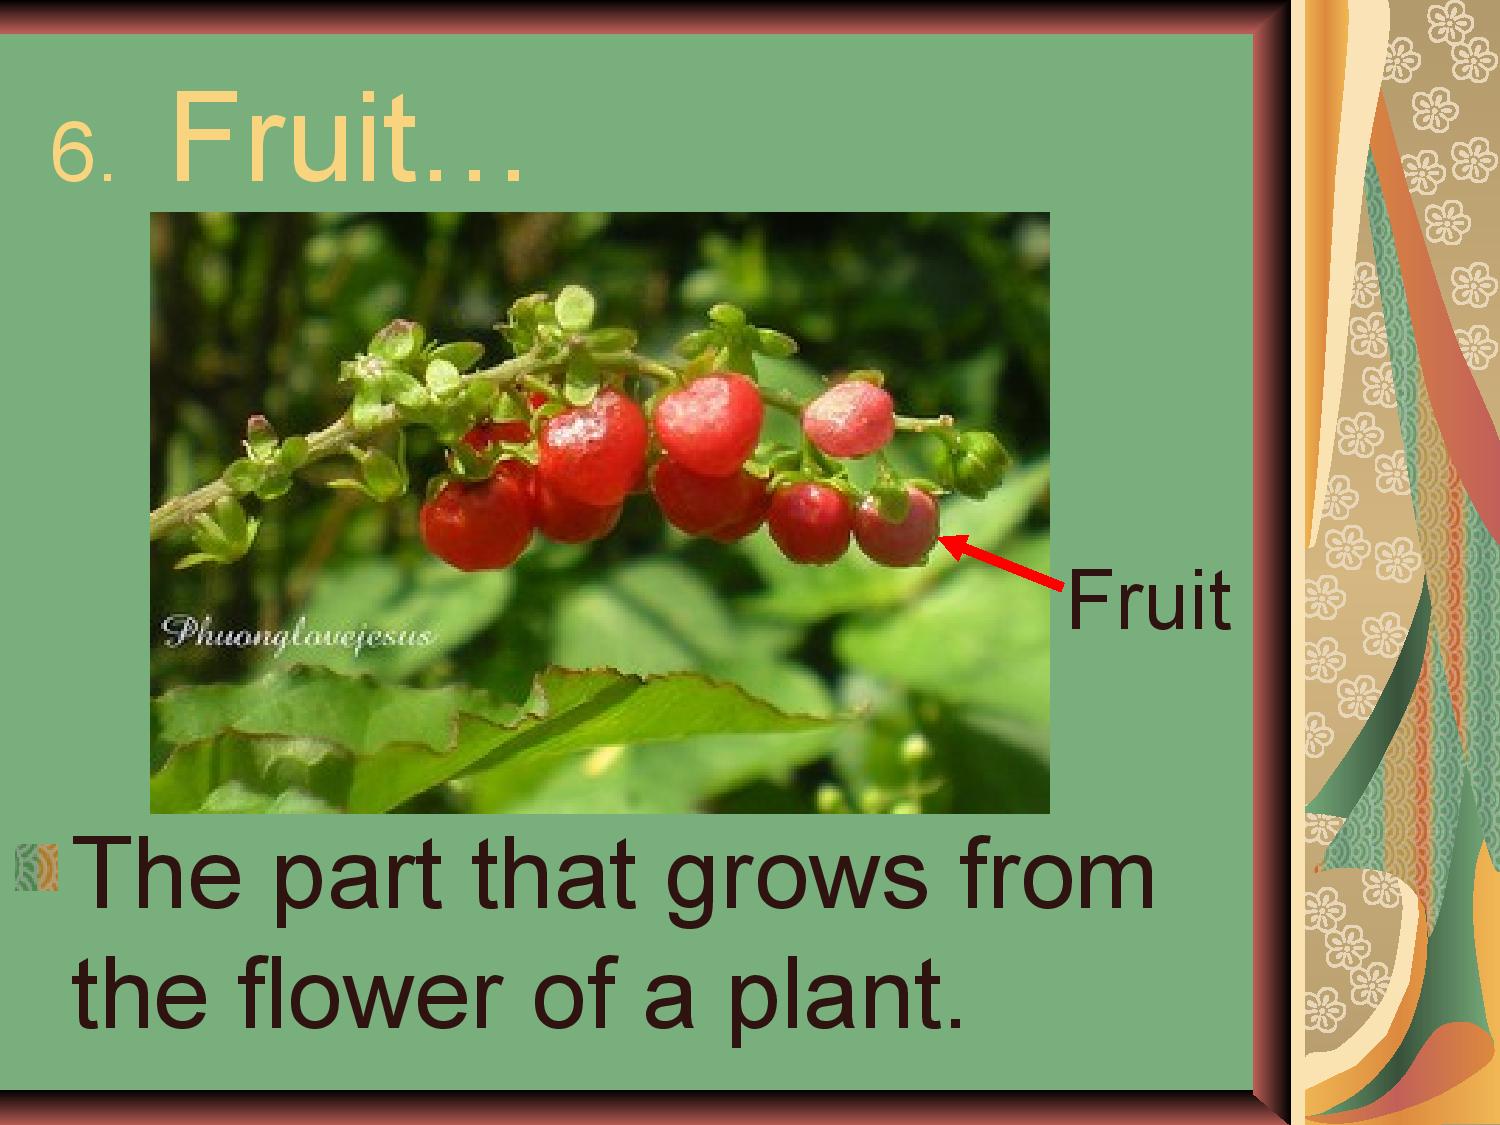 6. Fruit...
Phuonglovejesus
Fruit
The part that grows from
the flower of a plant.